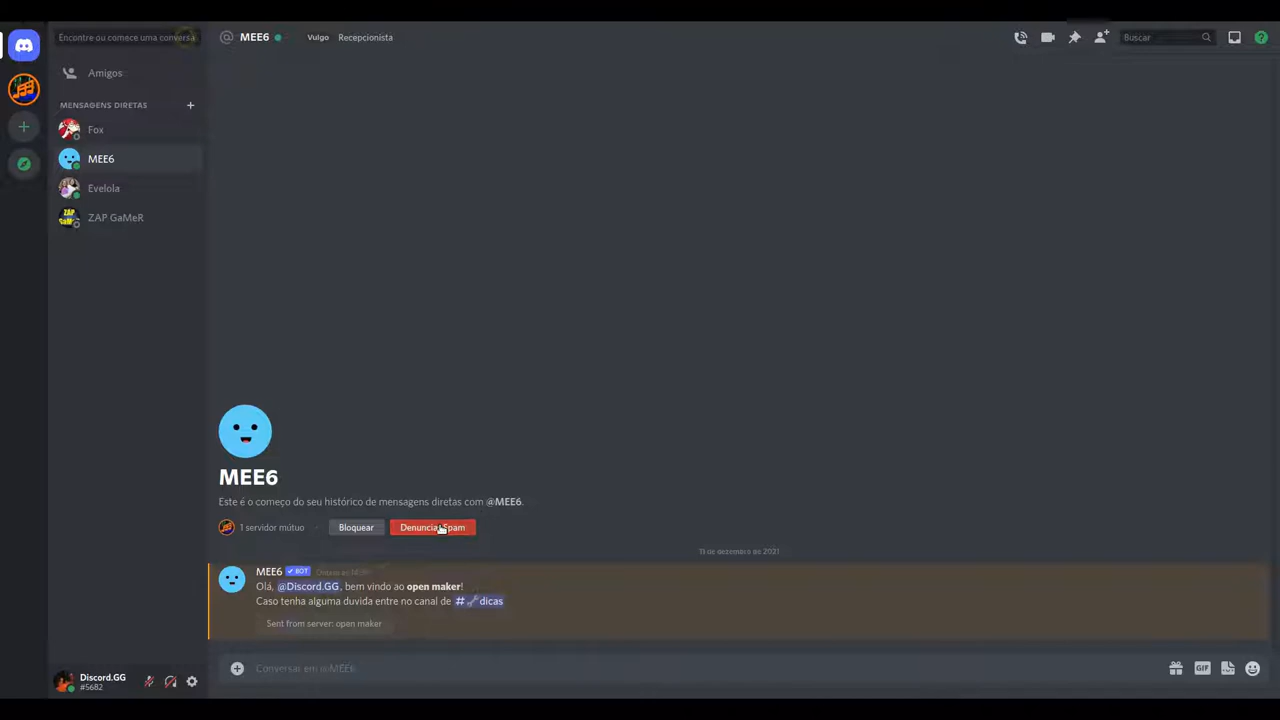 Encontre ou comece uma conversa
@ MEE6 Vulgo Recepcionista
Buscar
Amigos
MENSAGENS DIRETAS +
Fox
MEE6
Evelola
ZAP GaMeR
MEE6
Este é o começo do seu histórico de mensagens diretas com @MEE6.
1 servidor mútuo Bloquear Denunciar Spam
11 de dezembro de 2021
MEE6 BOT
Olá, @Discord.GG, bem vindo ao open maker!
Caso tenha alguma duvida entre no canal de # dicas
Sent from server: open maker
Conversar em @MEE6
GIF
Discord.GG
#5682